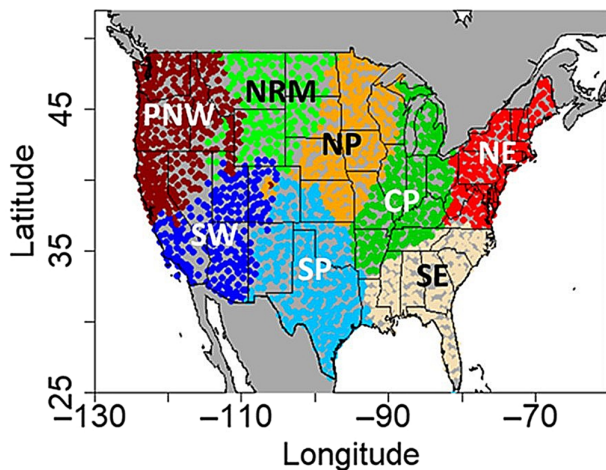 45
35
25
Latitude
PNW
NRM
NP
NE
CP
SW
SP
SE
−130
−110
−90
−70
Longitude